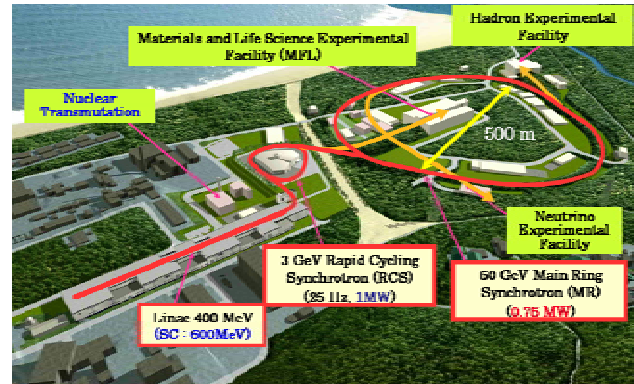 Hadron Experimental
Facility
Materials and Life Science Experimental
Facility (MFL)
Nuclear
Transmutation
500 m
Neutrino
Experimental
Facility
3 GeV Rapid Cycling
Synchrotron (RCS)
(25 Hz, 1MW)
50 GeV Main Ring
Synchrotron (MR)
(0.75 MW)
Linac 400 MeV
(SC : 600MeV)